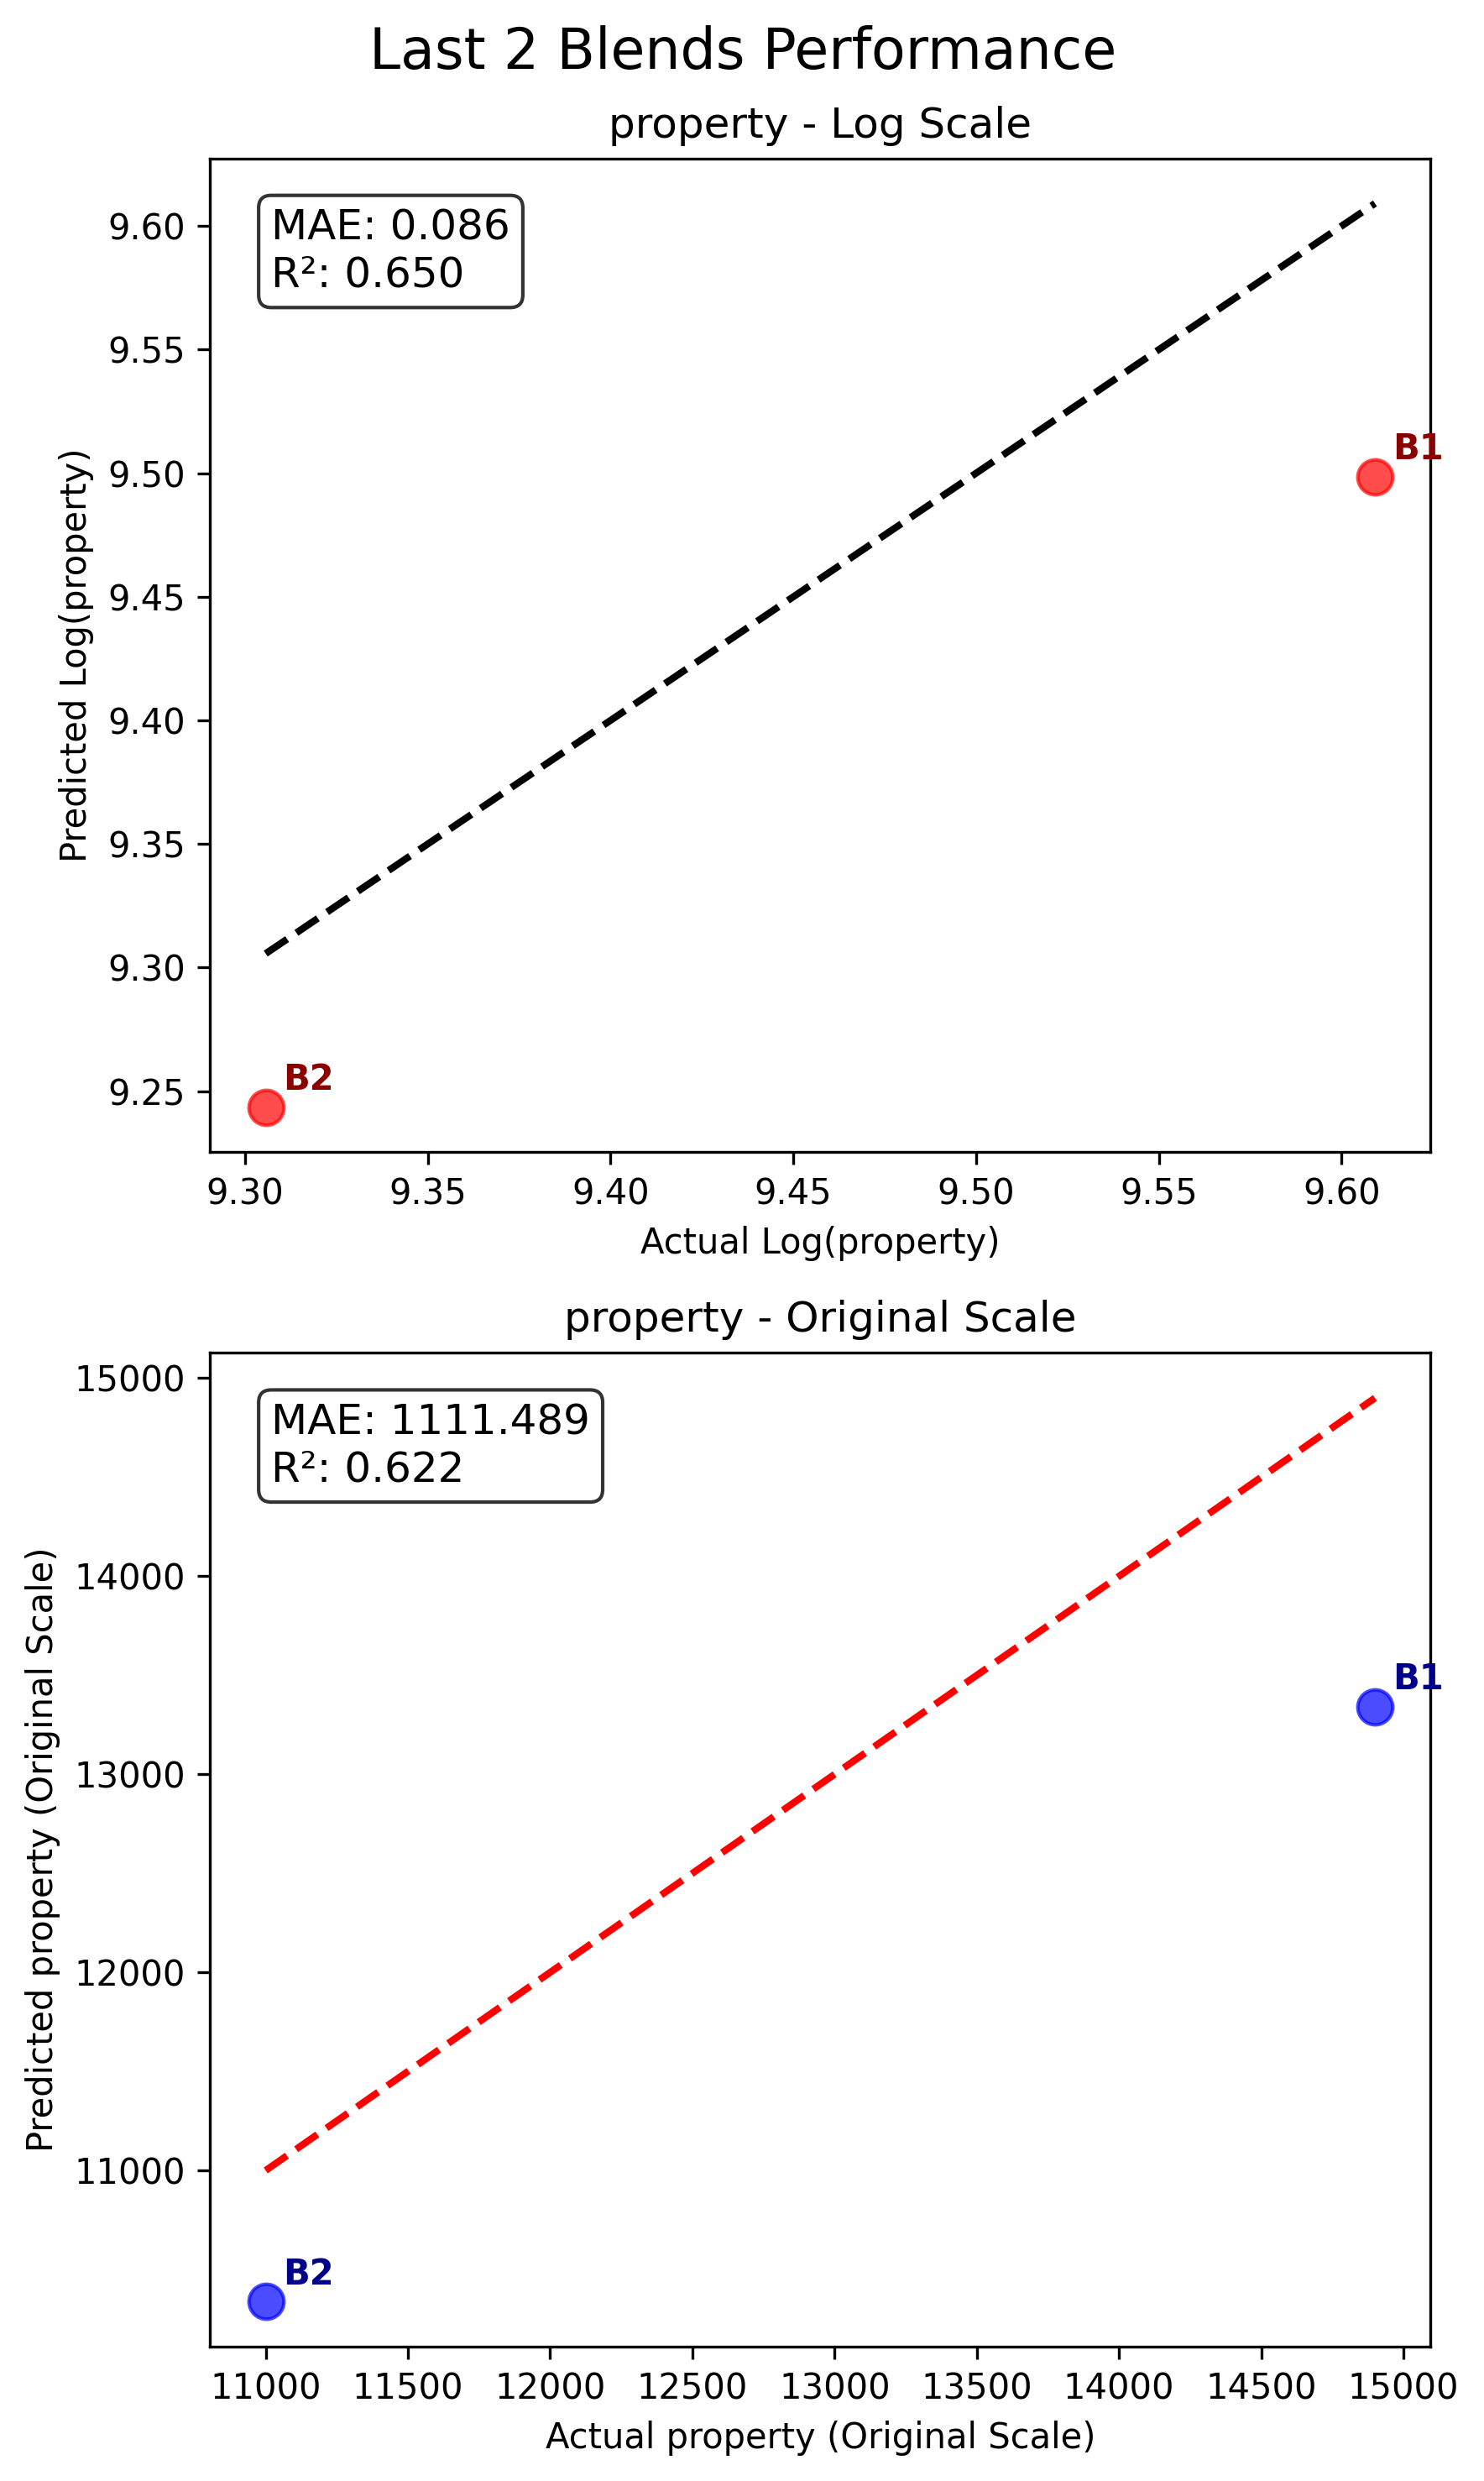 Last 2 Blends Performance
property - Log Scale
MAE: 0.086
R²: 0.650
9.60
9.55
9.50
9.45
9.40
9.35
9.30
9.25
Predicted Log(property)
B1
B2
9.30 9.35 9.40 9.45 9.50 9.55 9.60
Actual Log(property)
property - Original Scale
MAE: 1111.489
R²: 0.622
15000
14000
13000
12000
11000
Predicted property (Original Scale)
B1
B2
11000 11500 12000 12500 13000 13500 14000 14500 15000
Actual property (Original Scale)